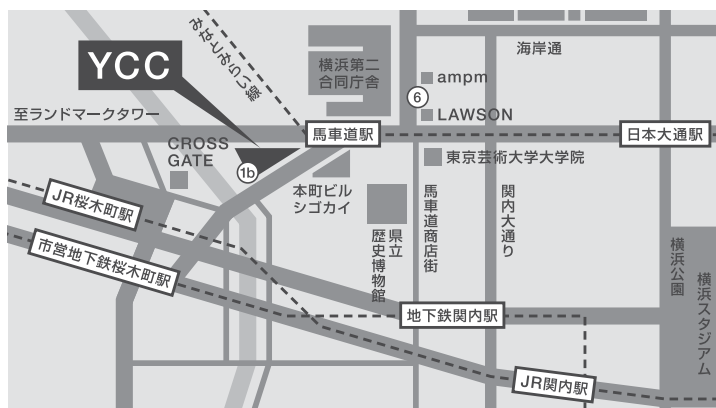 みなとみらい線
海岸通
YCC
横浜第二
合同庁舎
ampm
6
LAWSON
至ランドマークタワー
馬車道駅
日本大通駅
CROSS
GATE
1b
東京芸術大学大学院
本町ビル
シゴカイ
JR桜木町駅
県立
歴史博物館
馬車道商店街
関内大通り
市営地下鉄桜木町駅
横浜公園
横浜スタジアム
地下鉄関内駅
JR関内駅